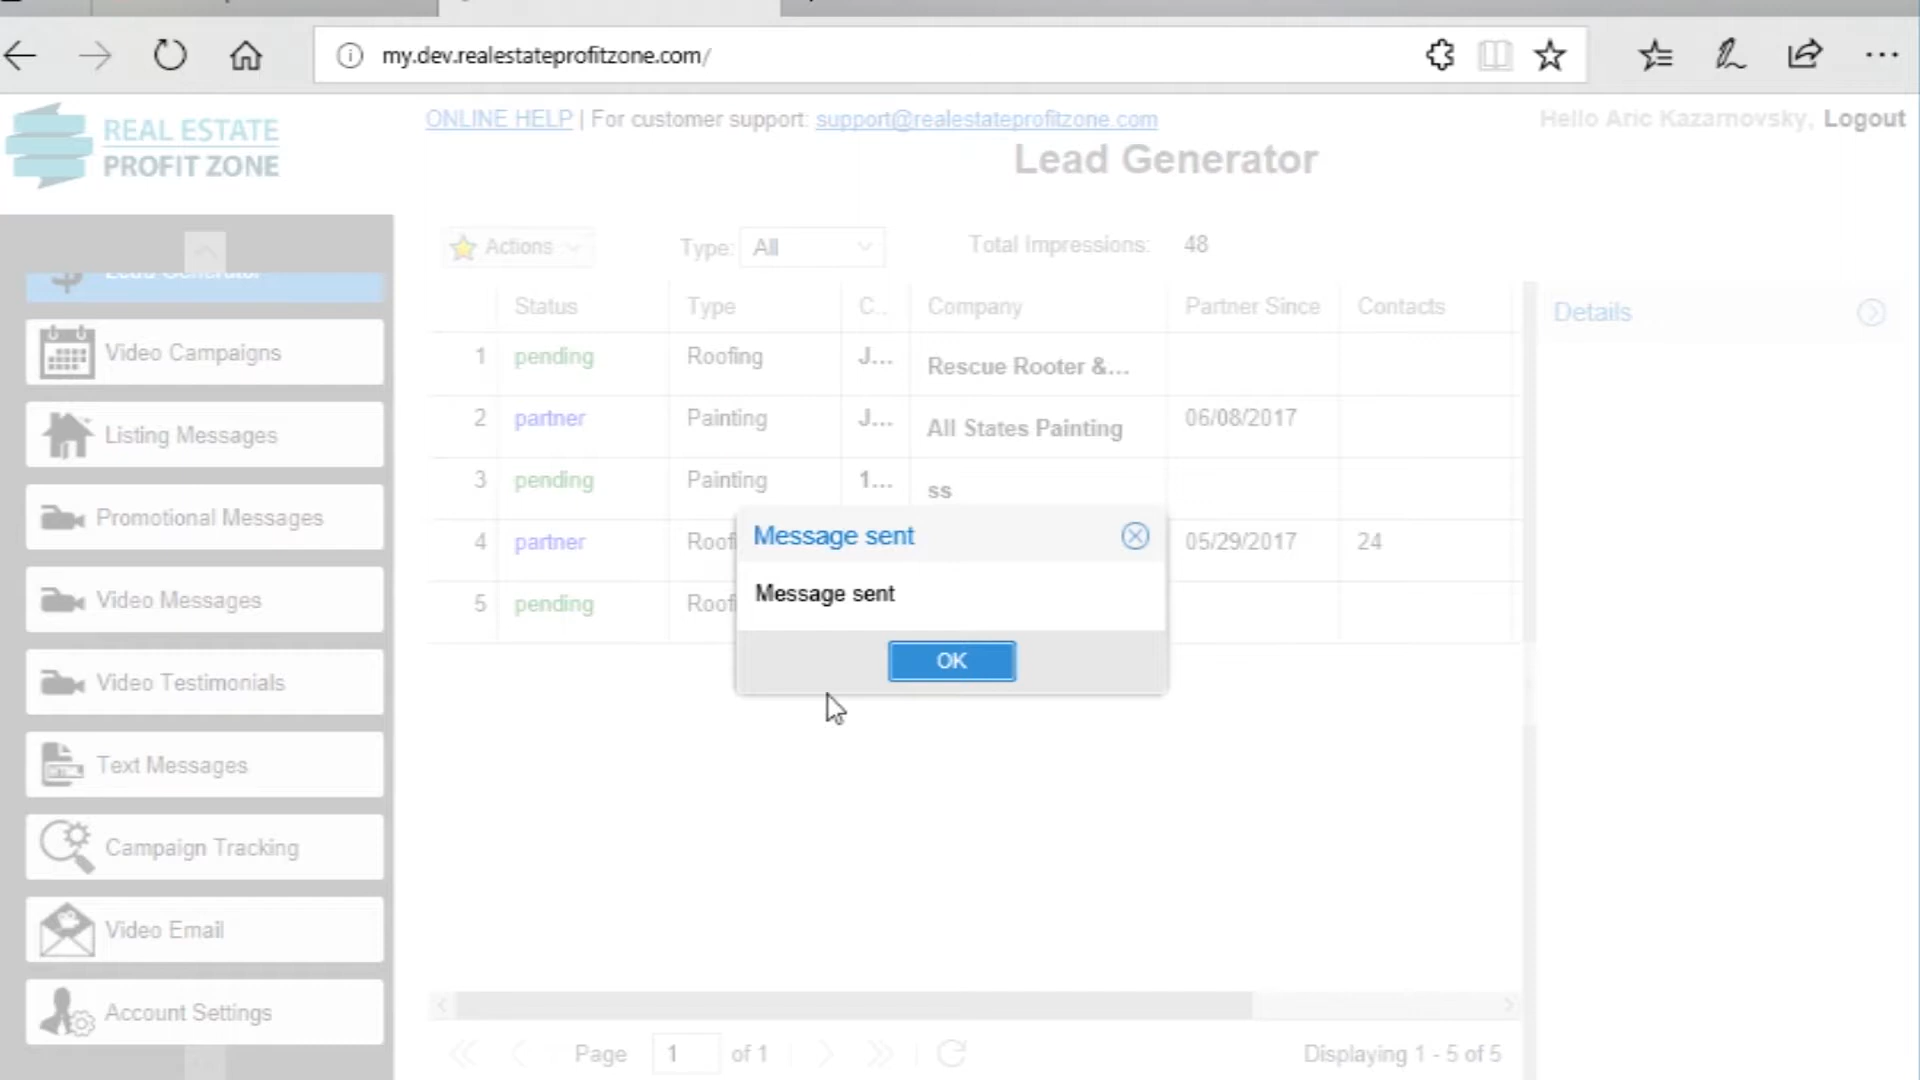 my.dev.realestateprofitzone.com/
REAL ESTATE
PROFIT ZONE
ONLINE HELP | For customer support: support@realestateprofitzone.com
Hello Aric Kazarnovsky, Logout
Lead Generator
Actions
Type: All
Total Impressions: 48
Lead Generator
Video Campaigns
Listing Messages
Promotional Messages
Video Messages
Video Testimonials
Text Messages
Campaign Tracking
Video Email
Account Settings
Status Type C.. Company Partner Since Contacts
1 pending Roofing J... Rescue Rooter &...
2 partner Painting J... All States Painting 06/08/2017
3 pending Painting 1... ss
4 partner Roof 05/29/2017 24
5 pending Roof
Details
Message sent
Message sent
OK
Page 1 of 1
Displaying 1 - 5 of 5